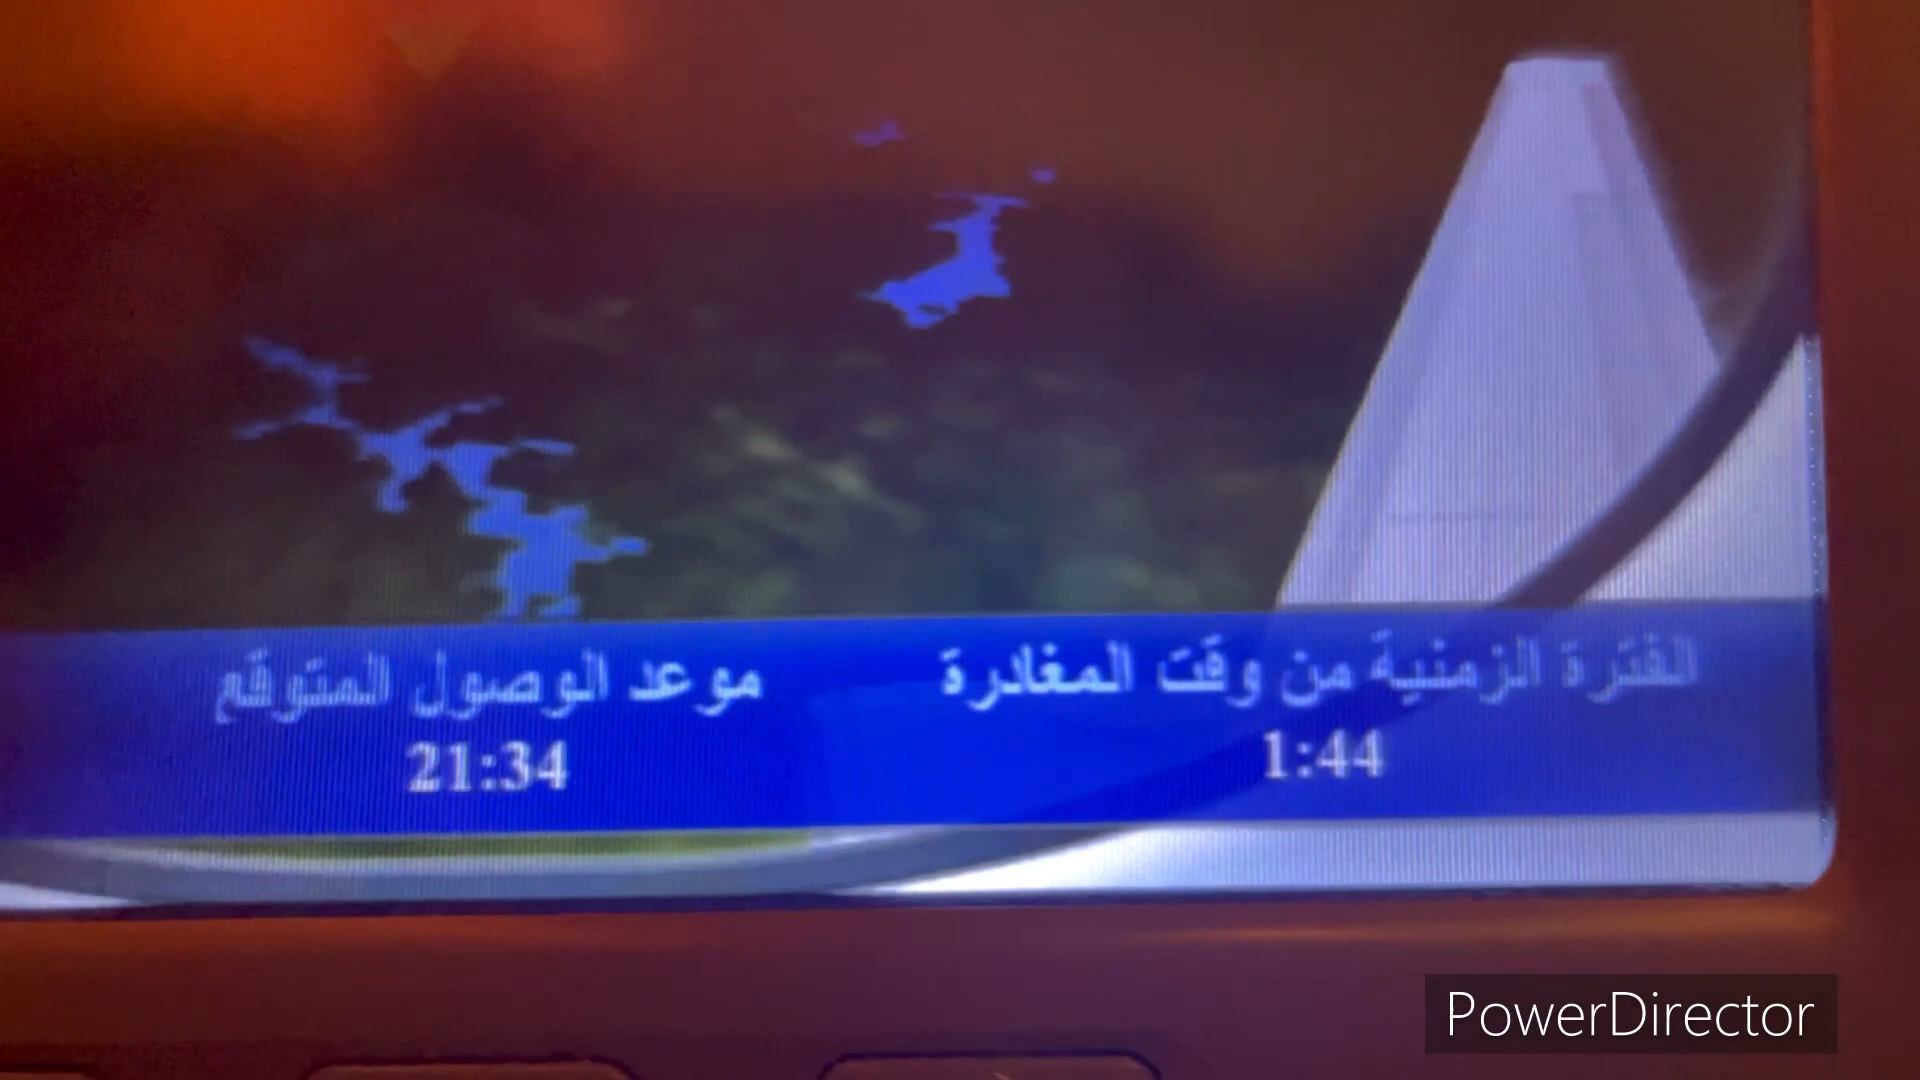 الفترة الزمنية من وقت المغادرة
1:44
موعد الوصول المتوقع
21:34
PowerDirector